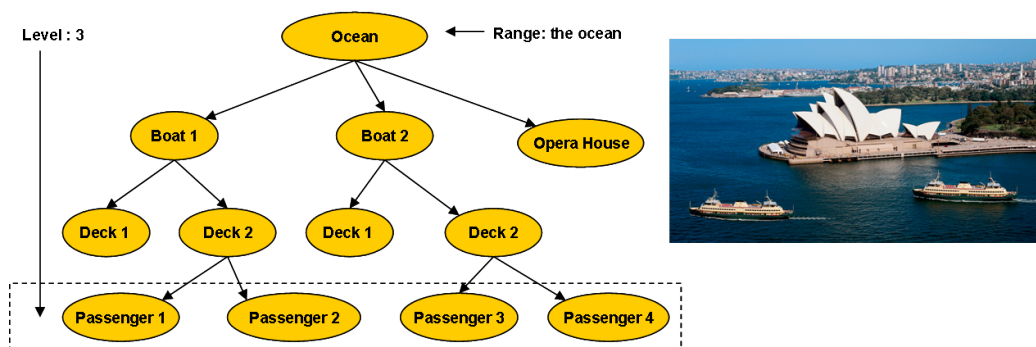 Level : 3
Ocean
Range: the ocean
Boat 1
Boat 2
Opera House
Deck 1
Deck 2
Deck 1
Deck 2
Passenger 1
Passenger 2
Passenger 3
Passenger 4